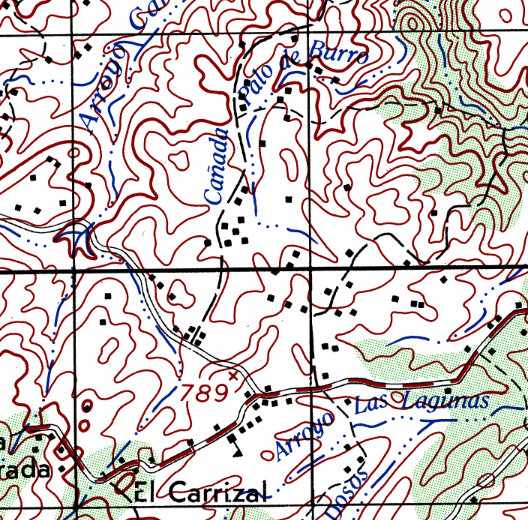 Arroyo
Palo de Burro
Cañada
789
Las Lagunas
Arroyo
rada
El Carrizal
Dosos